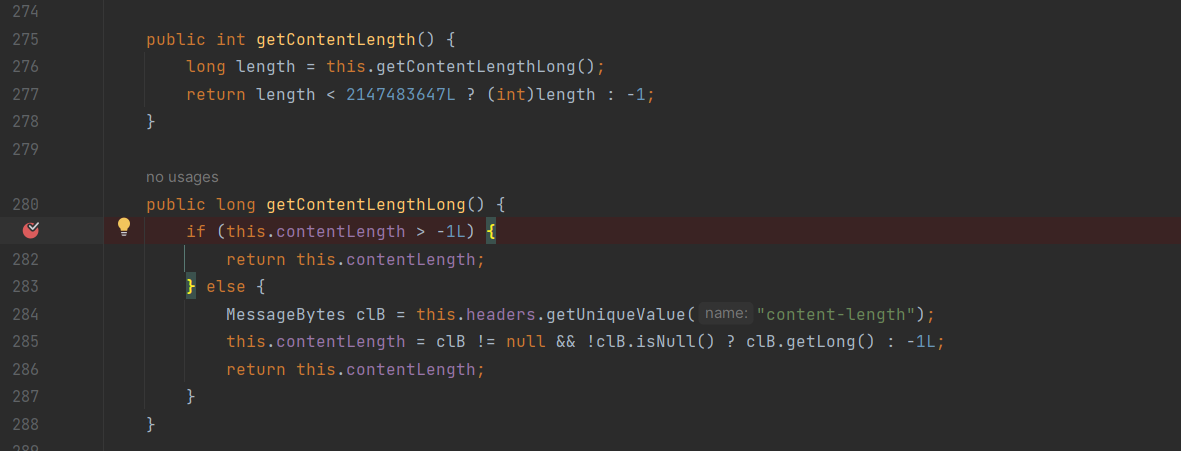 274
275 public int getContentLength() {
276 long length = this.getContentLengthLong();
277 return length < 2147483647L ? (int)length : -1;
278 }
279
no usages
280 public long getContentLengthLong() {
if (this.contentLength > -1L) {
282 return this.contentLength;
283 } else {
284 MessageBytes clB = this.headers.getUniqueValue( name: "content-length");
285 this.contentLength = clB != null && !clB.isNull() ? clB.getLong() : -1L;
286 return this.contentLength;
287 }
288 }
289